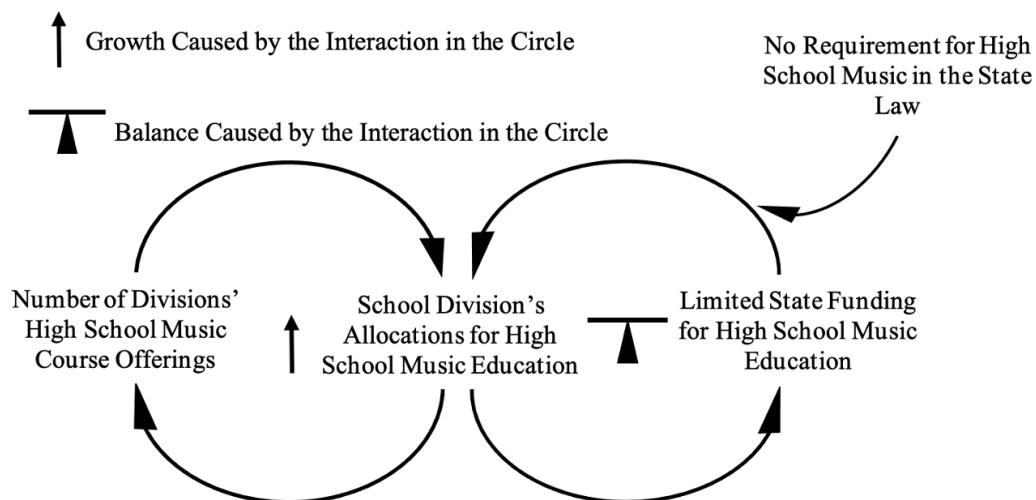 Growth Caused by the Interaction in the Circle
No Requirement for High
School Music in the State
Law
Balance Caused by the Interaction in the Circle
Number of Divisions’
High School Music
Course Offerings
School Division’s
Allocations for High
School Music Education
Limited State Funding
for High School Music
Education